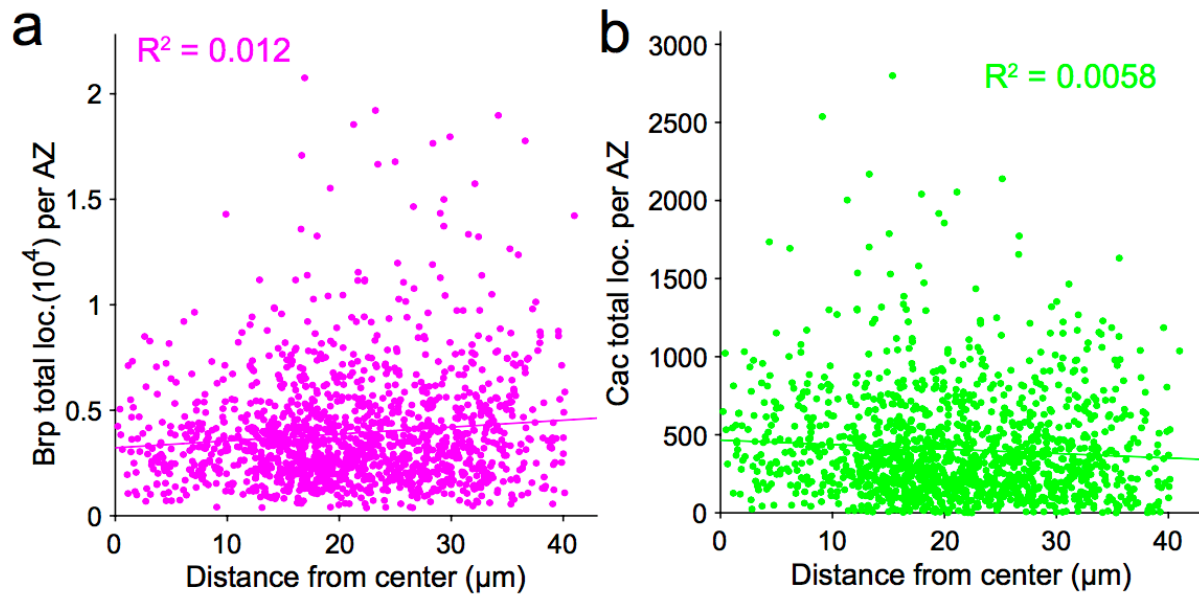 a
R² = 0.012
Brp total loc.(10⁴) per AZ
2
1.5
1
0.5
0
0 10 20 30 40
Distance from center (μm)
b
R² = 0.0058
Cac total loc. per AZ
3000
2500
2000
1500
1000
500
0
0 10 20 30 40
Distance from center (μm)